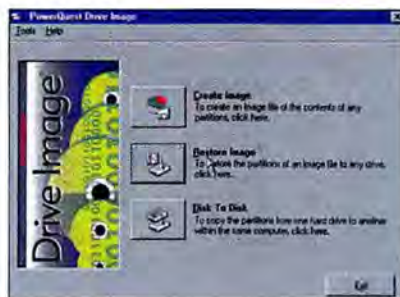 PowerQuest Drive Image
Tools Help
Drive Image®
Create Image
To create an image file of the contents of any
partitions, click here.
Restore Image
To restore the partitions of an image file to any drive,
click here.
Disk To Disk
To copy the partitions from one hard drive to another
within the same computer, click here.
Exit